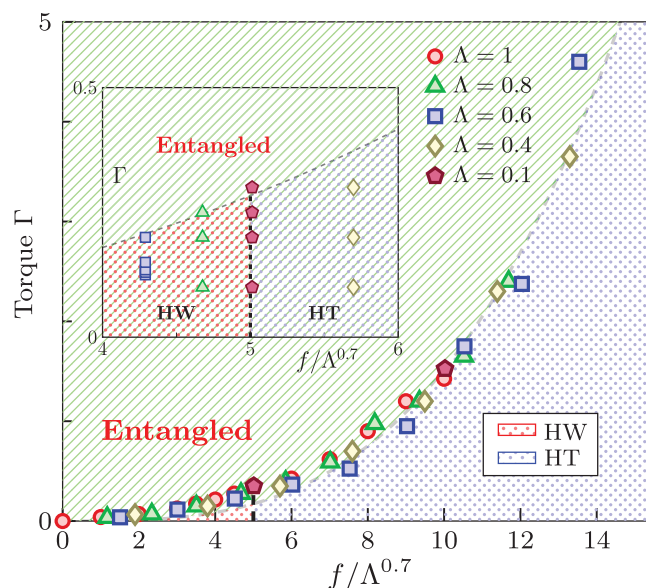 5
Λ = 1
Λ = 0.8
Λ = 0.6
Λ = 0.4
Λ = 0.1
0.5
Entangled
Γ
HW
HT
0
4
5
6
f/Λ^0.7
Torque Γ
Entangled
HW
HT
0
0
2
4
6
8
10
12
14
f/Λ^0.7